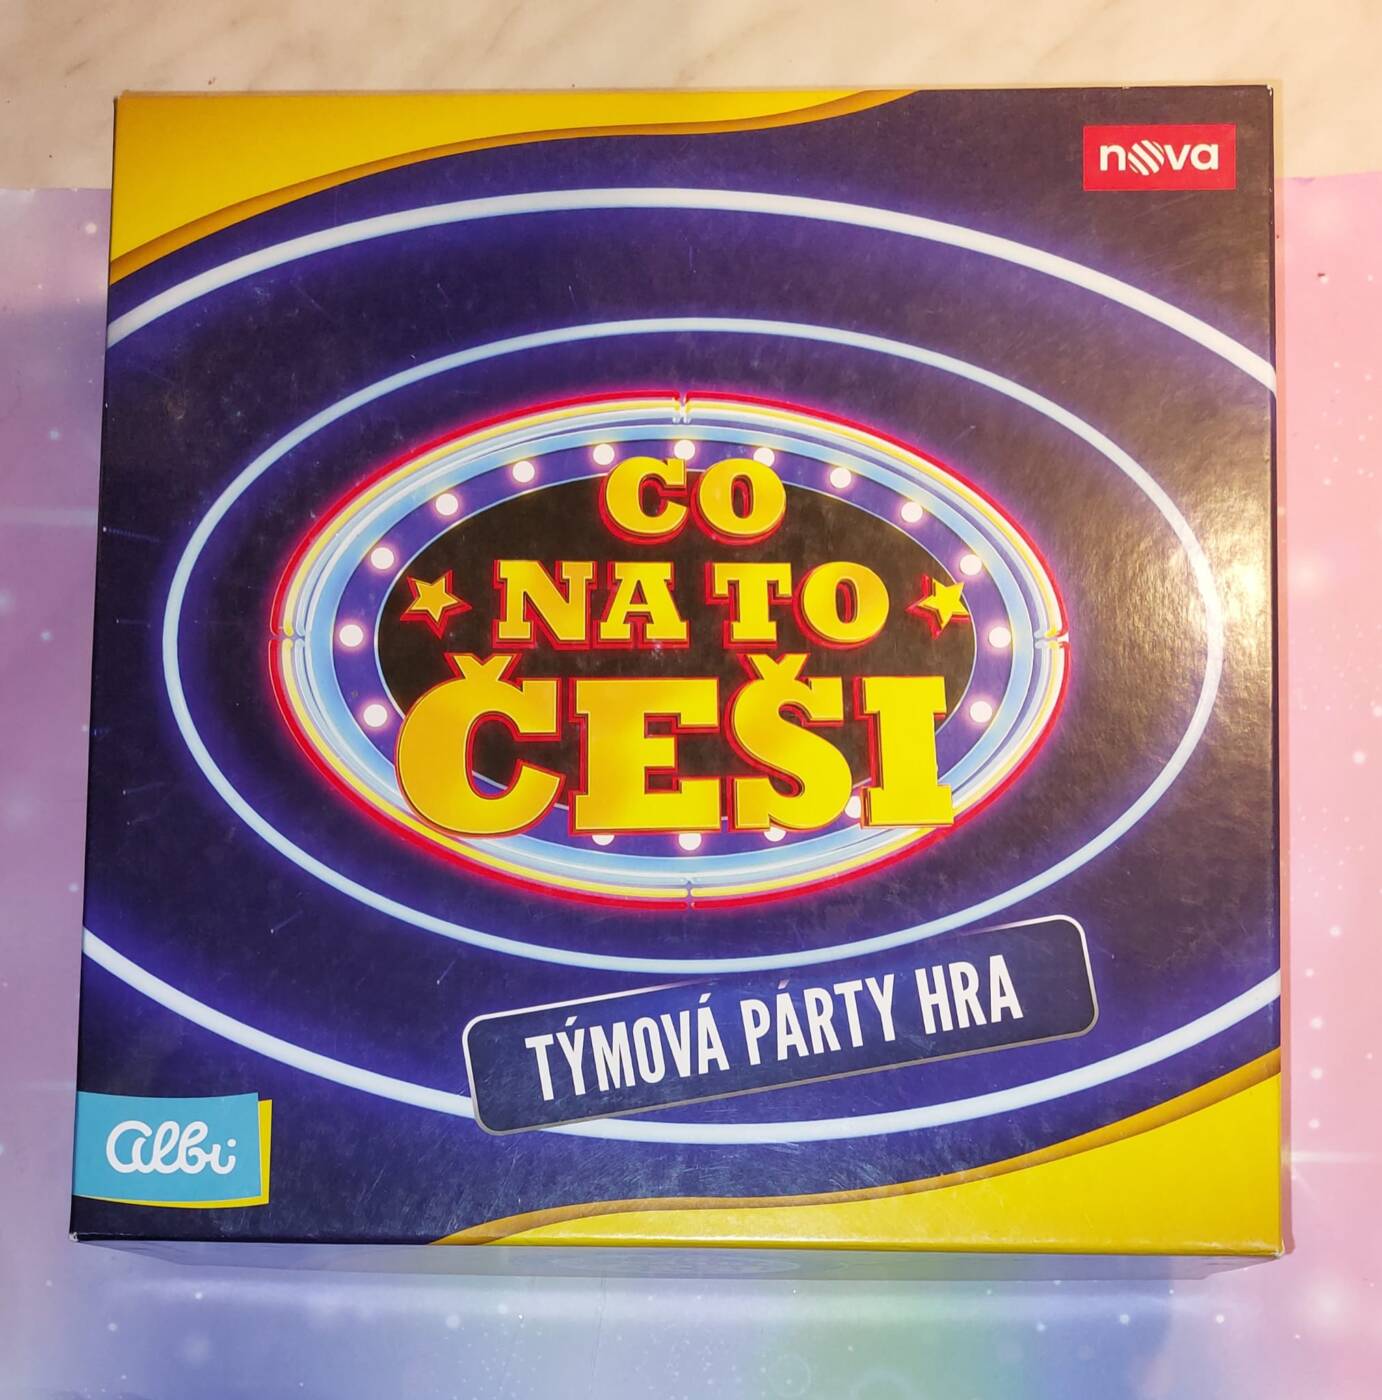 nova
CO
NA TO
ČEŠI
TÝMOVÁ PÁRTY HRA
albi